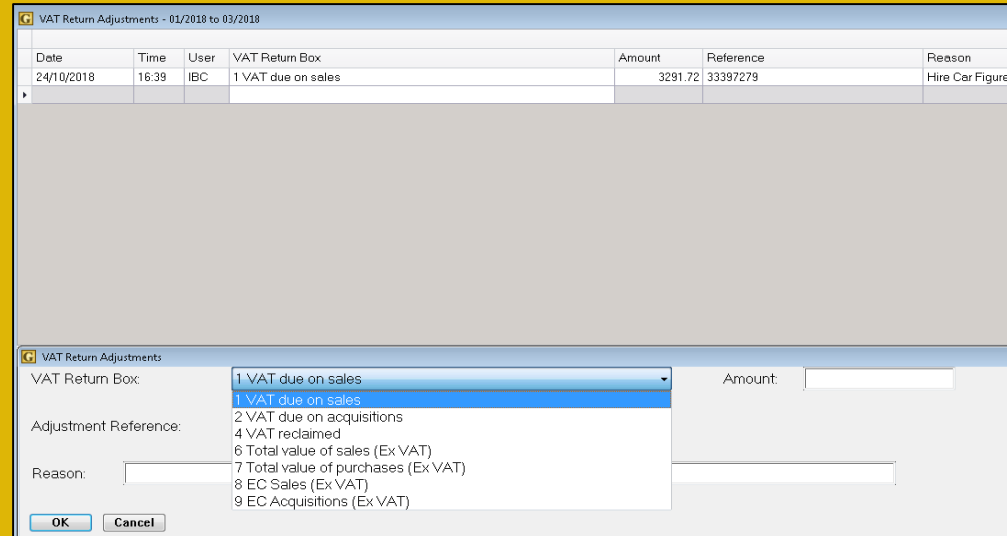 G VAT Return Adjustments - 01/2018 to 03/2018
Date Time User VAT Return Box Amount Reference Reason
24/10/2018 16:39 IBC 1 VAT due on sales 3291.72 33397279 Hire Car Figure
G VAT Return Adjustments
VAT Return Box: 1 VAT due on sales Amount:
1 VAT due on sales
2 VAT due on acquisitions
Adjustment Reference:
4 VAT reclaimed
6 Total value of sales (Ex VAT)
7 Total value of purchases (Ex VAT)
Reason:
8 EC Sales (Ex VAT)
9 EC Acquisitions (Ex VAT)
OK Cancel